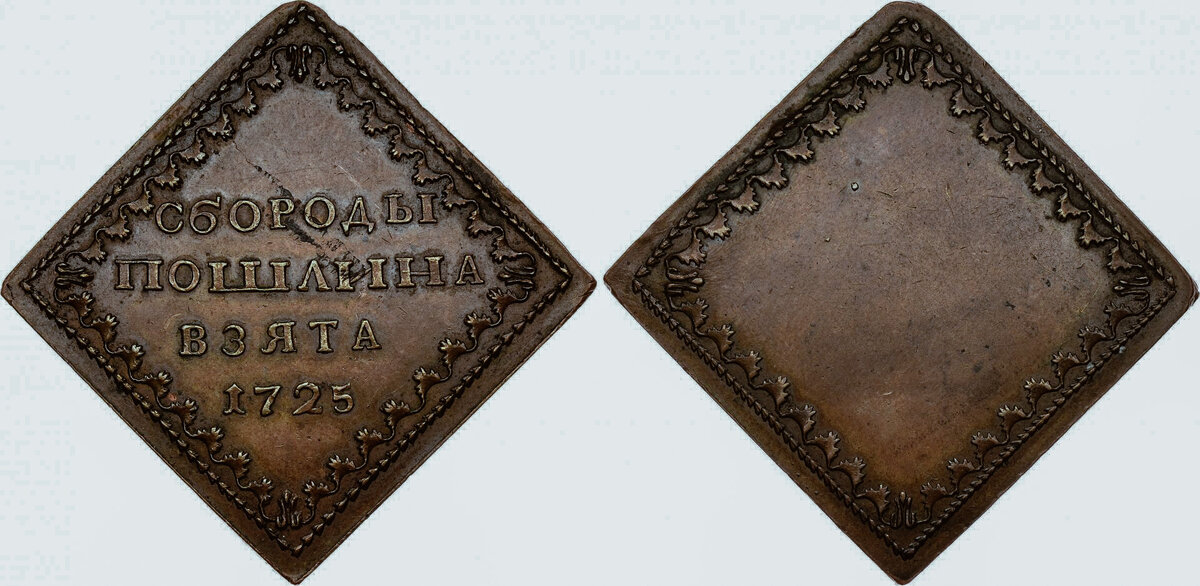 СБОРОДЫ
ПОШЛИНА
ВЗЯТА
1725